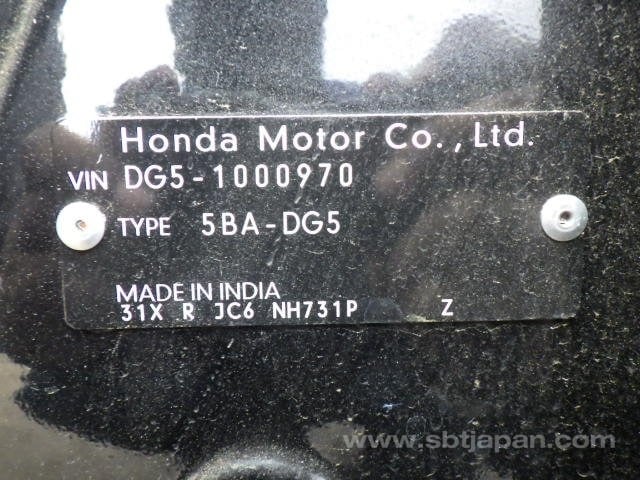 Honda Motor Co., Ltd.
VIN DG5-1000970
TYPE 5BA-DG5
MADE IN INDIA
31X R JC6 NH731P Z
www.sbtjapan.com